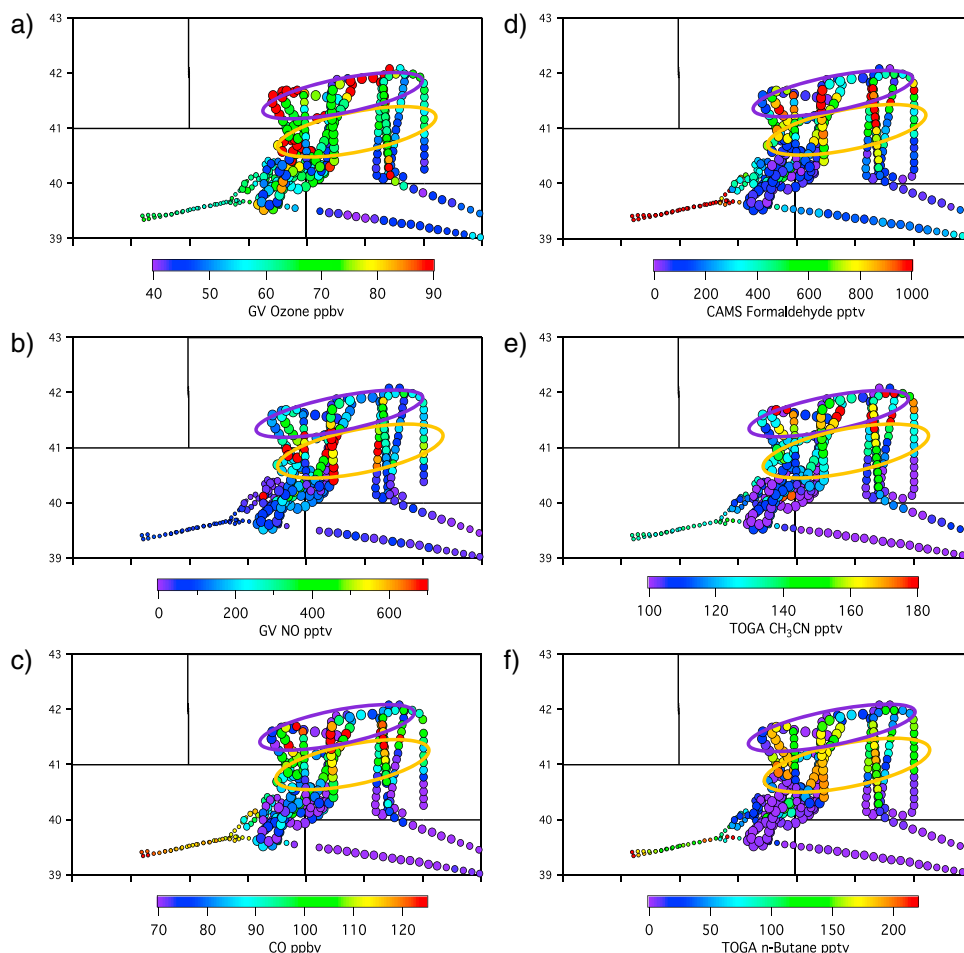 a)
43
42
41
40
39
40 50 60 70 80 90
GV Ozone ppbv
d)
43
42
41
40
39
0 200 400 600 800 1000
CAMS Formaldehyde pptv
b)
43
42
41
40
39
0 200 400 600
GV NO pptv
e)
43
42
41
40
39
100 120 140 160 180
TOGA CH₃CN pptv
c)
43
42
41
40
39
70 80 90 100 110 120
CO ppbv
f)
43
42
41
40
39
0 50 100 150 200
TOGA n-Butane pptv